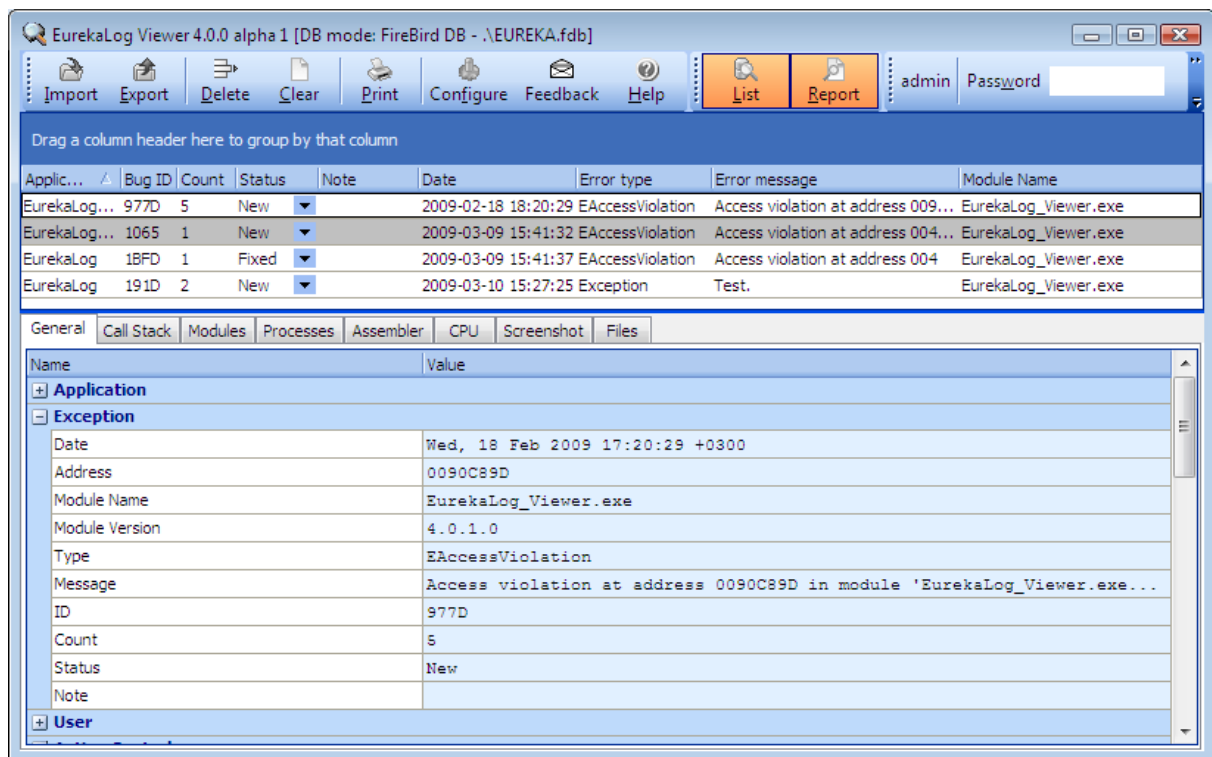 EurekaLog Viewer 4.0.0 alpha 1 [DB mode: FireBird DB - .\EUREKA.fdb]
Import Export Delete Clear Print Configure Feedback Help List Report admin Password
Drag a column header here to group by that column
Applic... Bug ID Count Status Note Date Error type Error message Module Name
EurekaLog... 977D 5 New 2009-02-18 18:20:29 EAccessViolation Access violation at address 009... EurekaLog_Viewer.exe
EurekaLog... 1065 1 New 2009-03-09 15:41:32 EAccessViolation Access violation at address 004... EurekaLog_Viewer.exe
EurekaLog 1BFD 1 Fixed 2009-03-09 15:41:37 EAccessViolation Access violation at address 004 EurekaLog_Viewer.exe
EurekaLog 191D 2 New 2009-03-10 15:27:25 Exception Test. EurekaLog_Viewer.exe
General Call Stack Modules Processes Assembler CPU Screenshot Files
Name Value
Application
Exception
Date Wed, 18 Feb 2009 17:20:29 +0300
Address 0090C89D
Module Name EurekaLog_Viewer.exe
Module Version 4.0.1.0
Type EAccessViolation
Message Access violation at address 0090C89D in module 'EurekaLog_Viewer.exe...
ID 977D
Count 5
Status New
Note
User